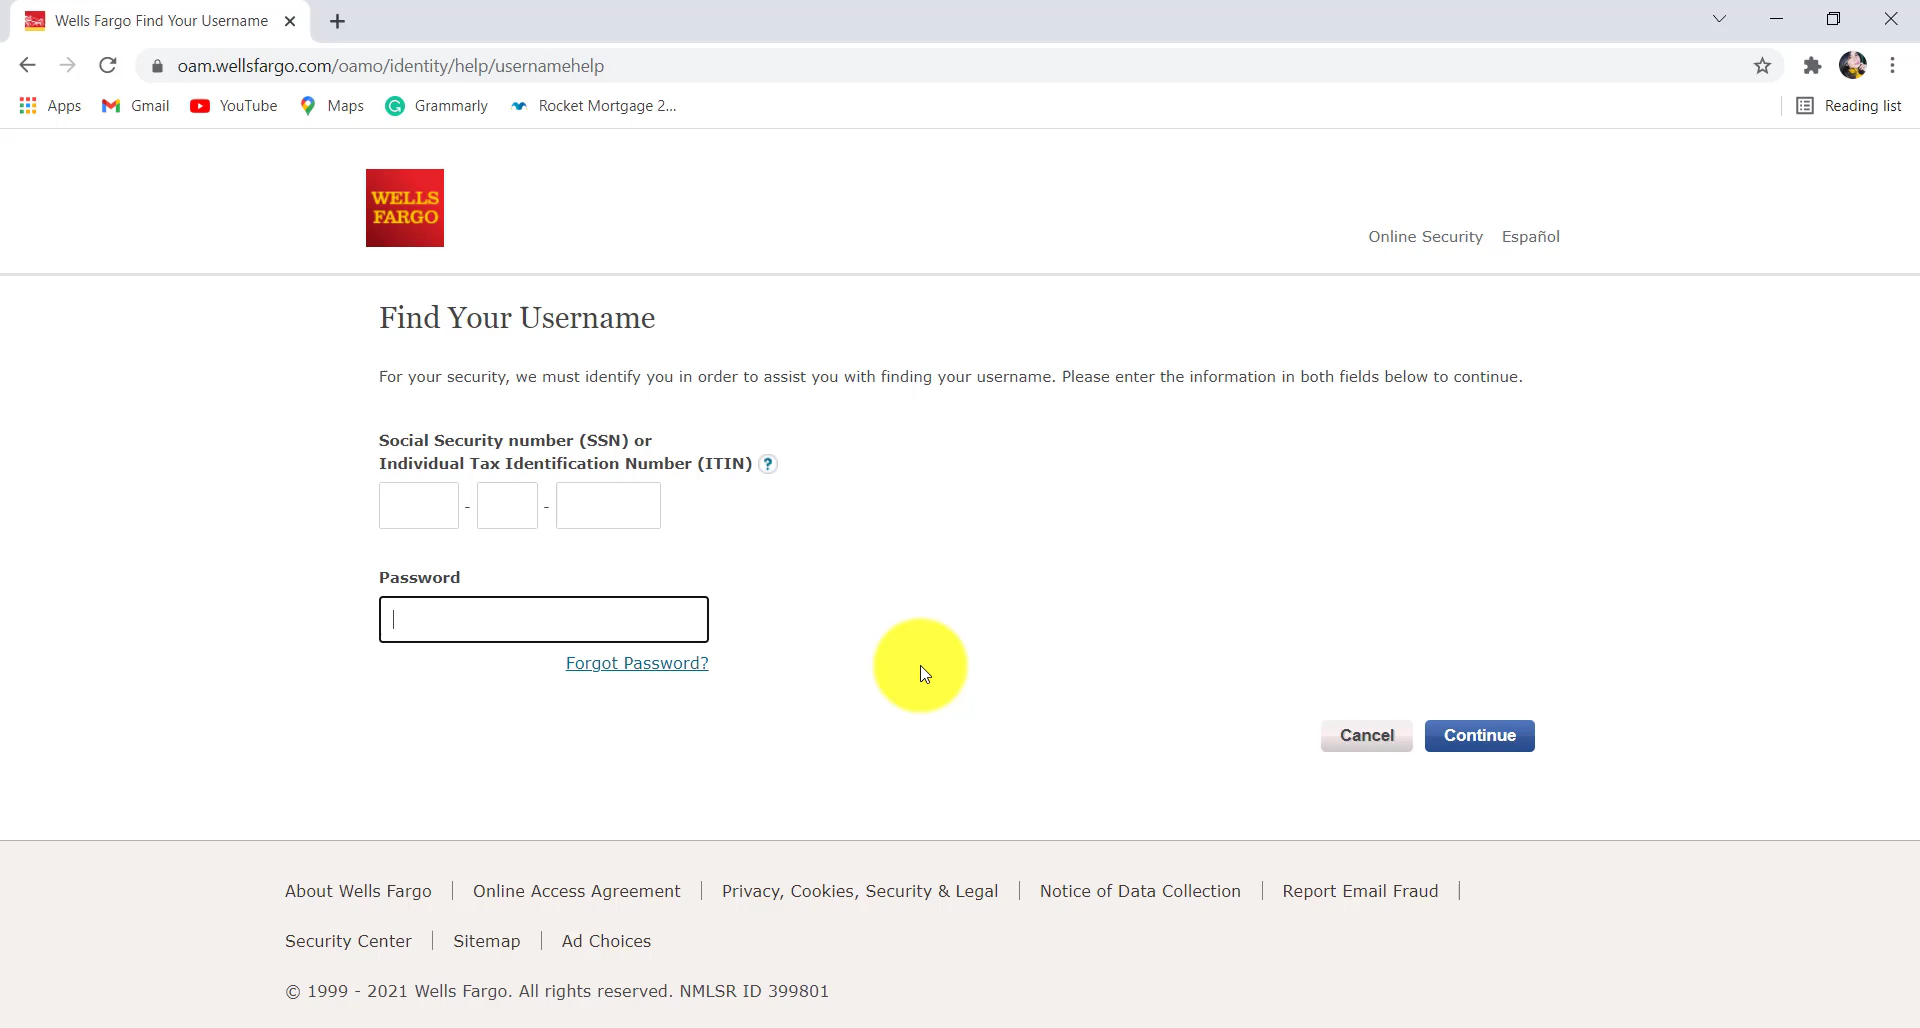 Wells Fargo Find Your Username
oam.wellsfargo.com/oamo/identity/help/usernamehelp
Apps Gmail YouTube Maps Grammarly Rocket Mortgage 2... Reading list
WELLS
FARGO
Online Security Español
Find Your Username
For your security, we must identify you in order to assist you with finding your username. Please enter the information in both fields below to continue.
Social Security number (SSN) or
Individual Tax Identification Number (ITIN) ?
- -
Password
Forgot Password?
Cancel Continue
About Wells Fargo | Online Access Agreement | Privacy, Cookies, Security & Legal | Notice of Data Collection | Report Email Fraud |
Security Center | Sitemap | Ad Choices
© 1999 - 2021 Wells Fargo. All rights reserved. NMLSR ID 399801